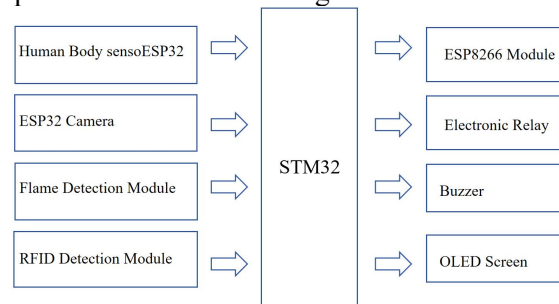 Human Body sensoESP32
ESP32 Camera
Flame Detection Module
RFID Detection Module
STM32
ESP8266 Module
Electronic Relay
Buzzer
OLED Screen